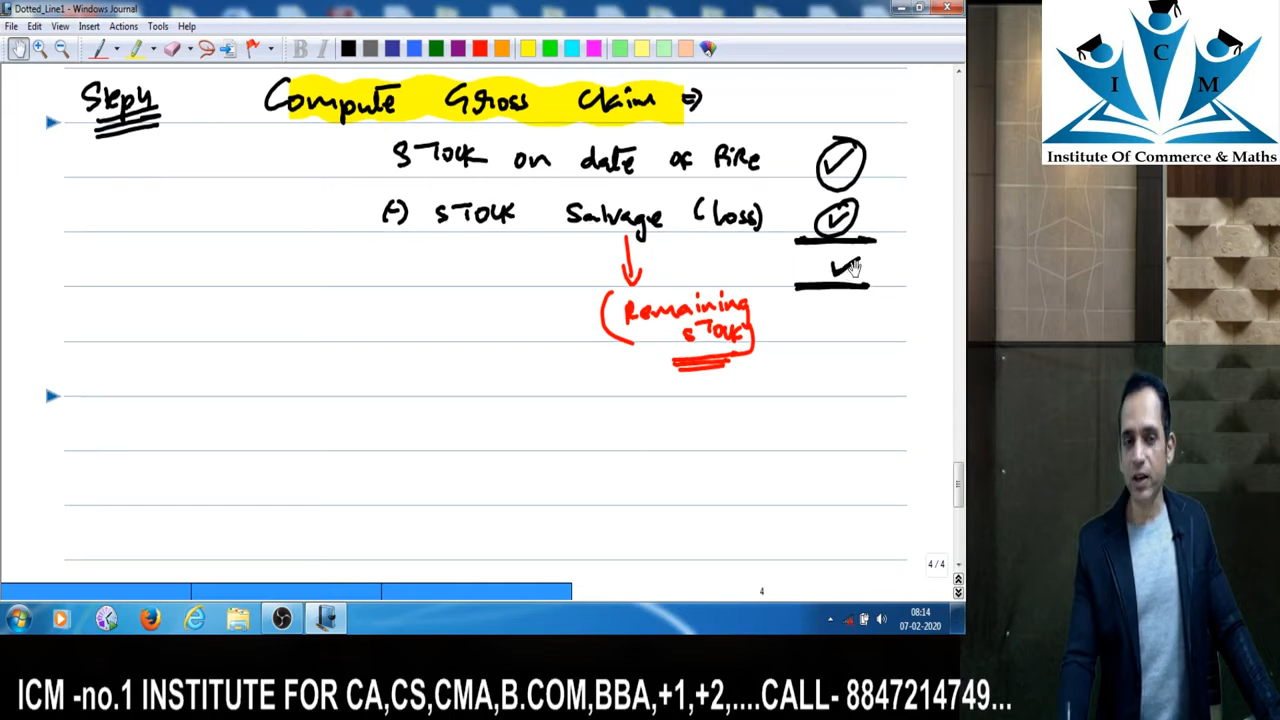 Dotted_Line1 - Windows Journal
File Edit View Insert Actions Tools
B I
Step4 Compute Gross Claim ⇒
STOCK on date of FiRe ✓
(-) STOCK Salvage (loss) ✓
✓
(Remaining
STOCK)
4 / 4
4
08:14
07-02-2020
I C M
Institute Of Commerce & Maths
ICM -no.1 INSTITUTE FOR CA,CS,CMA,B.COM,BBA,+1,+2,....CALL- 8847214749...